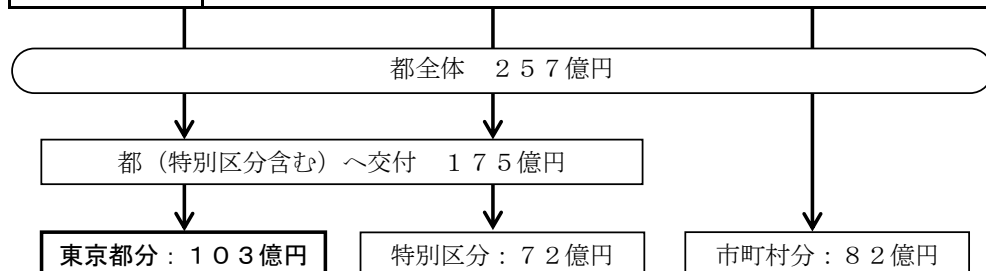 都全体　２５７億円
都（特別区分含む）へ交付　１７５億円
東京都分：１０３億円
特別区分：７２億円
市町村分：８２億円